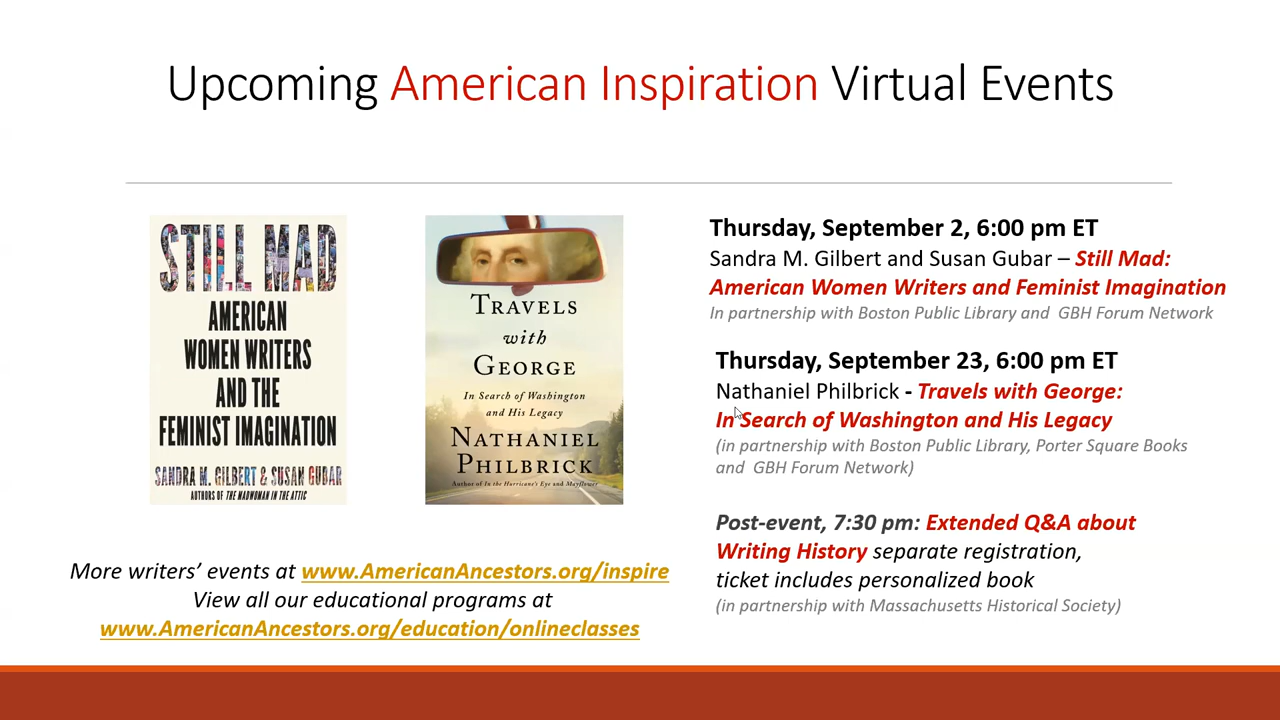 Upcoming American Inspiration Virtual Events
STILL MAD
AMERICAN
WOMEN WRITERS
AND THE
FEMINIST IMAGINATION
SANDRA M. GILBERT & SUSAN GUBAR
AUTHORS OF THE MADWOMAN IN THE ATTIC
TRAVELS
with
GEORGE
In Search of Washington
and His Legacy
NATHANIEL
PHILBRICK
Author of In the Hurricane's Eye and Mayflower
Thursday, September 2, 6:00 pm ET
Sandra M. Gilbert and Susan Gubar – Still Mad:
American Women Writers and Feminist Imagination
In partnership with Boston Public Library and GBH Forum Network
Thursday, September 23, 6:00 pm ET
Nathaniel Philbrick - Travels with George:
In Search of Washington and His Legacy
(in partnership with Boston Public Library, Porter Square Books
and GBH Forum Network)
Post-event, 7:30 pm: Extended Q&A about
Writing History separate registration,
ticket includes personalized book
(in partnership with Massachusetts Historical Society)
More writers' events at www.AmericanAncestors.org/inspire
View all our educational programs at
www.AmericanAncestors.org/education/onlineclasses